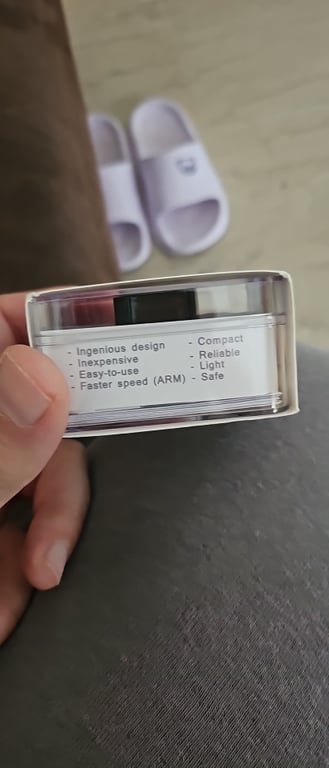 - Ingenious design
- Inexpensive
- Easy-to-use
- Faster speed (ARM)
- Compact
- Reliable
- Light
- Safe